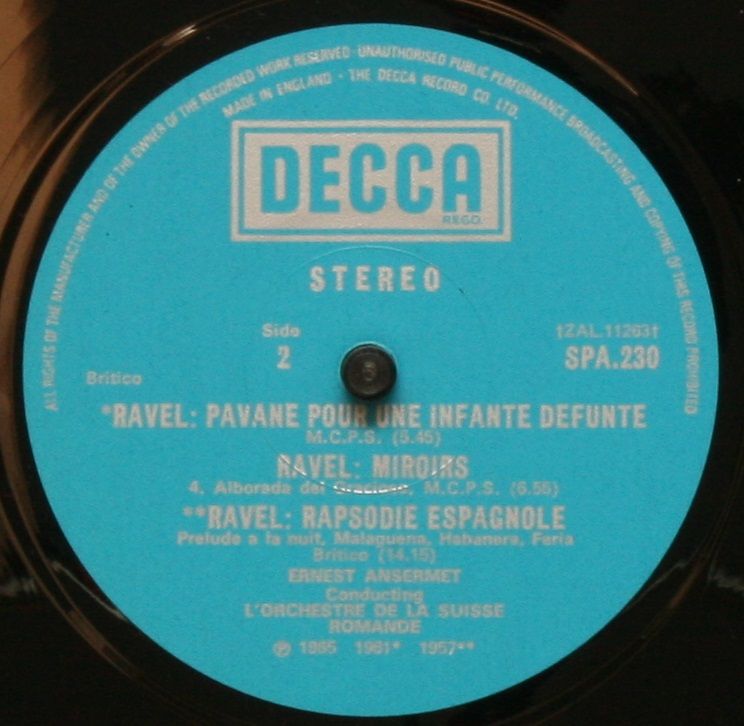 ALL RIGHTS OF THE MANUFACTURER AND OF THE OWNER OF THE RECORDED WORK RESERVED · UNAUTHORISED PUBLIC PERFORMANCE BROADCASTING AND COPYING OF THIS RECORD PROHIBITED
MADE IN ENGLAND · THE DECCA RECORD CO. LTD.
DECCA
REGD.
STEREO
Side
2
†ZAL.11263†
SPA.230
Britico
*RAVEL: PAVANE POUR UNE INFANTE DEFUNTE
M.C.P.S. (5.45)
RAVEL: MIROIRS
4. Alborada del Gracioso, M.C.P.S. (6.55)
**RAVEL: RAPSODIE ESPAGNOLE
Prelude a la nuit, Malaguena, Habanera, Feria
Britico (14.15)
ERNEST ANSERMET
Conducting
L'ORCHESTRE DE LA SUISSE
ROMANDE
℗ 1965 1961* 1957**